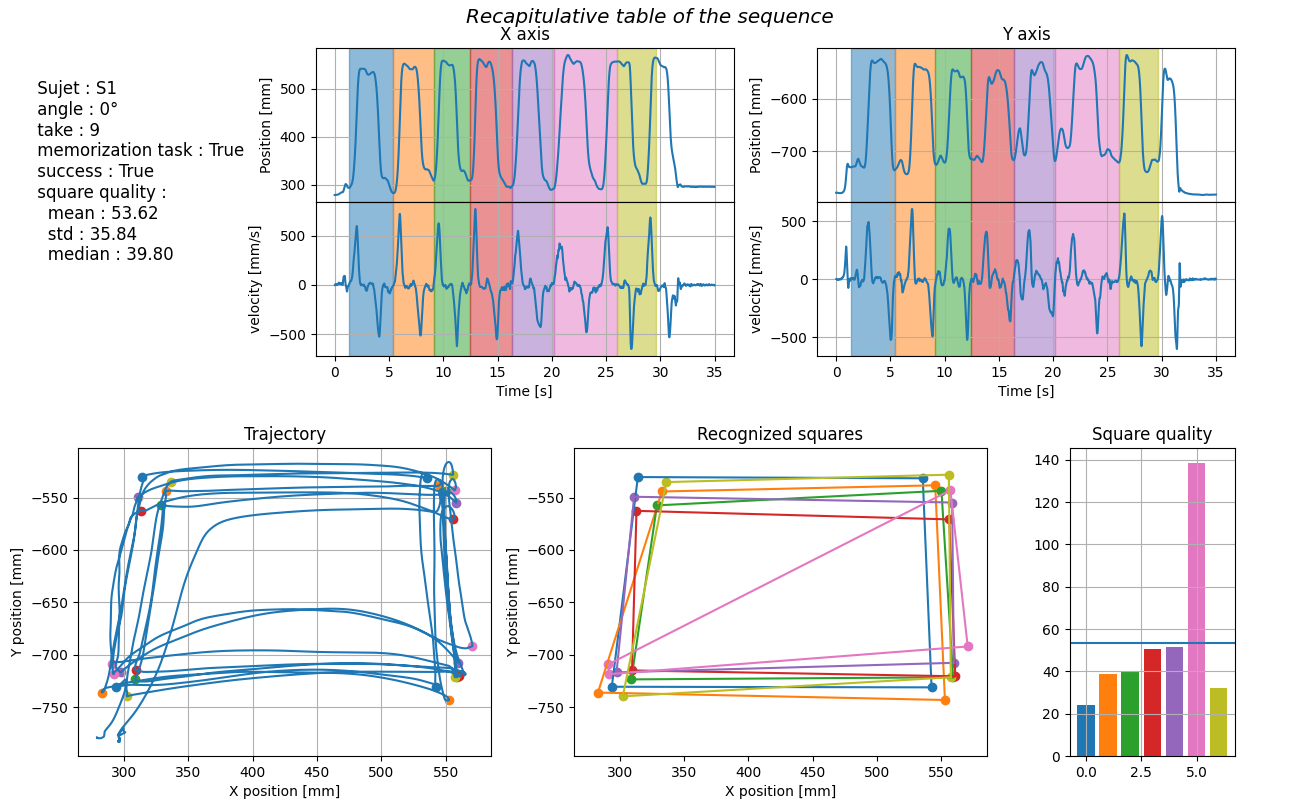 Recapitulative table of the sequence
Sujet : S1
angle : 0°
take : 9
memorization task : True
success : True
square quality :
mean : 53.62
std : 35.84
median : 39.80
X axis
Position [mm]
500
400
300
velocity [mm/s]
500
0
−500
0 5 10 15 20 25 30 35
Time [s]
Y axis
Position [mm]
−600
−700
velocity [mm/s]
500
0
−500
0 5 10 15 20 25 30 35
Time [s]
Trajectory
Y position [mm]
−550
−600
−650
−700
−750
300 350 400 450 500 550
X position [mm]
Recognized squares
Y position [mm]
−550
−600
−650
−700
−750
300 350 400 450 500 550
X position [mm]
Square quality
140
120
100
80
60
40
20
0
0.0 2.5 5.0